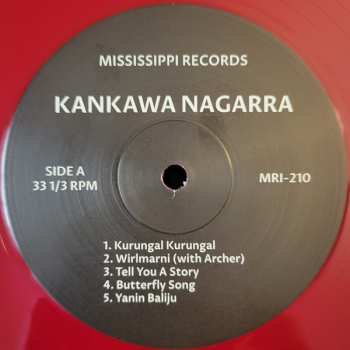 MISSISSIPPI RECORDS
KANKAWA NAGARRA
SIDE A
33 1/3 RPM
MRI-210
1. Kurungal Kurungal
2. Wirlmarni (with Archer)
3. Tell You A Story
4. Butterfly Song
5. Yanin Baliju